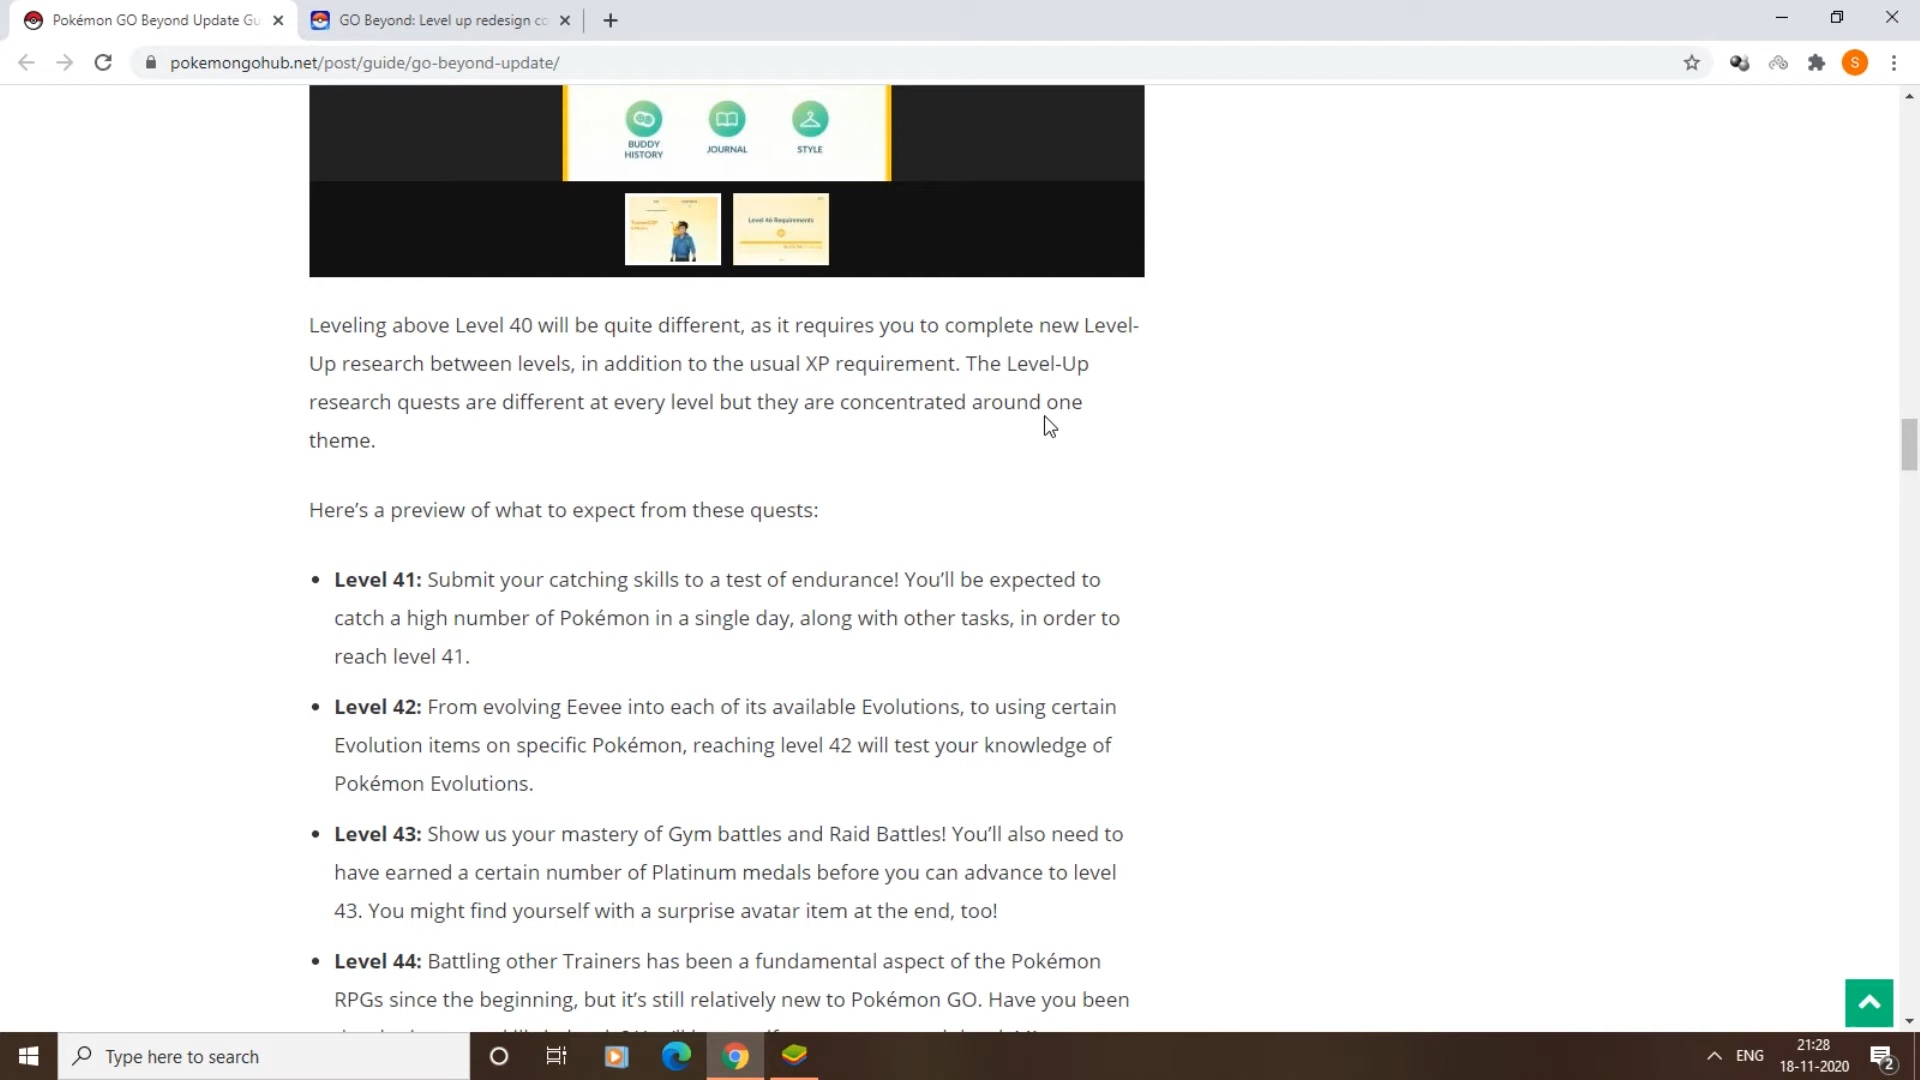 Pokémon GO Beyond Update Gu
GO Beyond: Level up redesign co
pokemongohub.net/post/guide/go-beyond-update/
S
BUDDY HISTORY
JOURNAL
STYLE
Level 46 Requirements
Leveling above Level 40 will be quite different, as it requires you to complete new Level-
Up research between levels, in addition to the usual XP requirement. The Level-Up
research quests are different at every level but they are concentrated around one
theme.
Here’s a preview of what to expect from these quests:
• Level 41: Submit your catching skills to a test of endurance! You’ll be expected to
catch a high number of Pokémon in a single day, along with other tasks, in order to
reach level 41.
• Level 42: From evolving Eevee into each of its available Evolutions, to using certain
Evolution items on specific Pokémon, reaching level 42 will test your knowledge of
Pokémon Evolutions.
• Level 43: Show us your mastery of Gym battles and Raid Battles! You’ll also need to
have earned a certain number of Platinum medals before you can advance to level
43. You might find yourself with a surprise avatar item at the end, too!
• Level 44: Battling other Trainers has been a fundamental aspect of the Pokémon
RPGs since the beginning, but it’s still relatively new to Pokémon GO. Have you been
Type here to search
ENG
21:28
18-11-2020
2